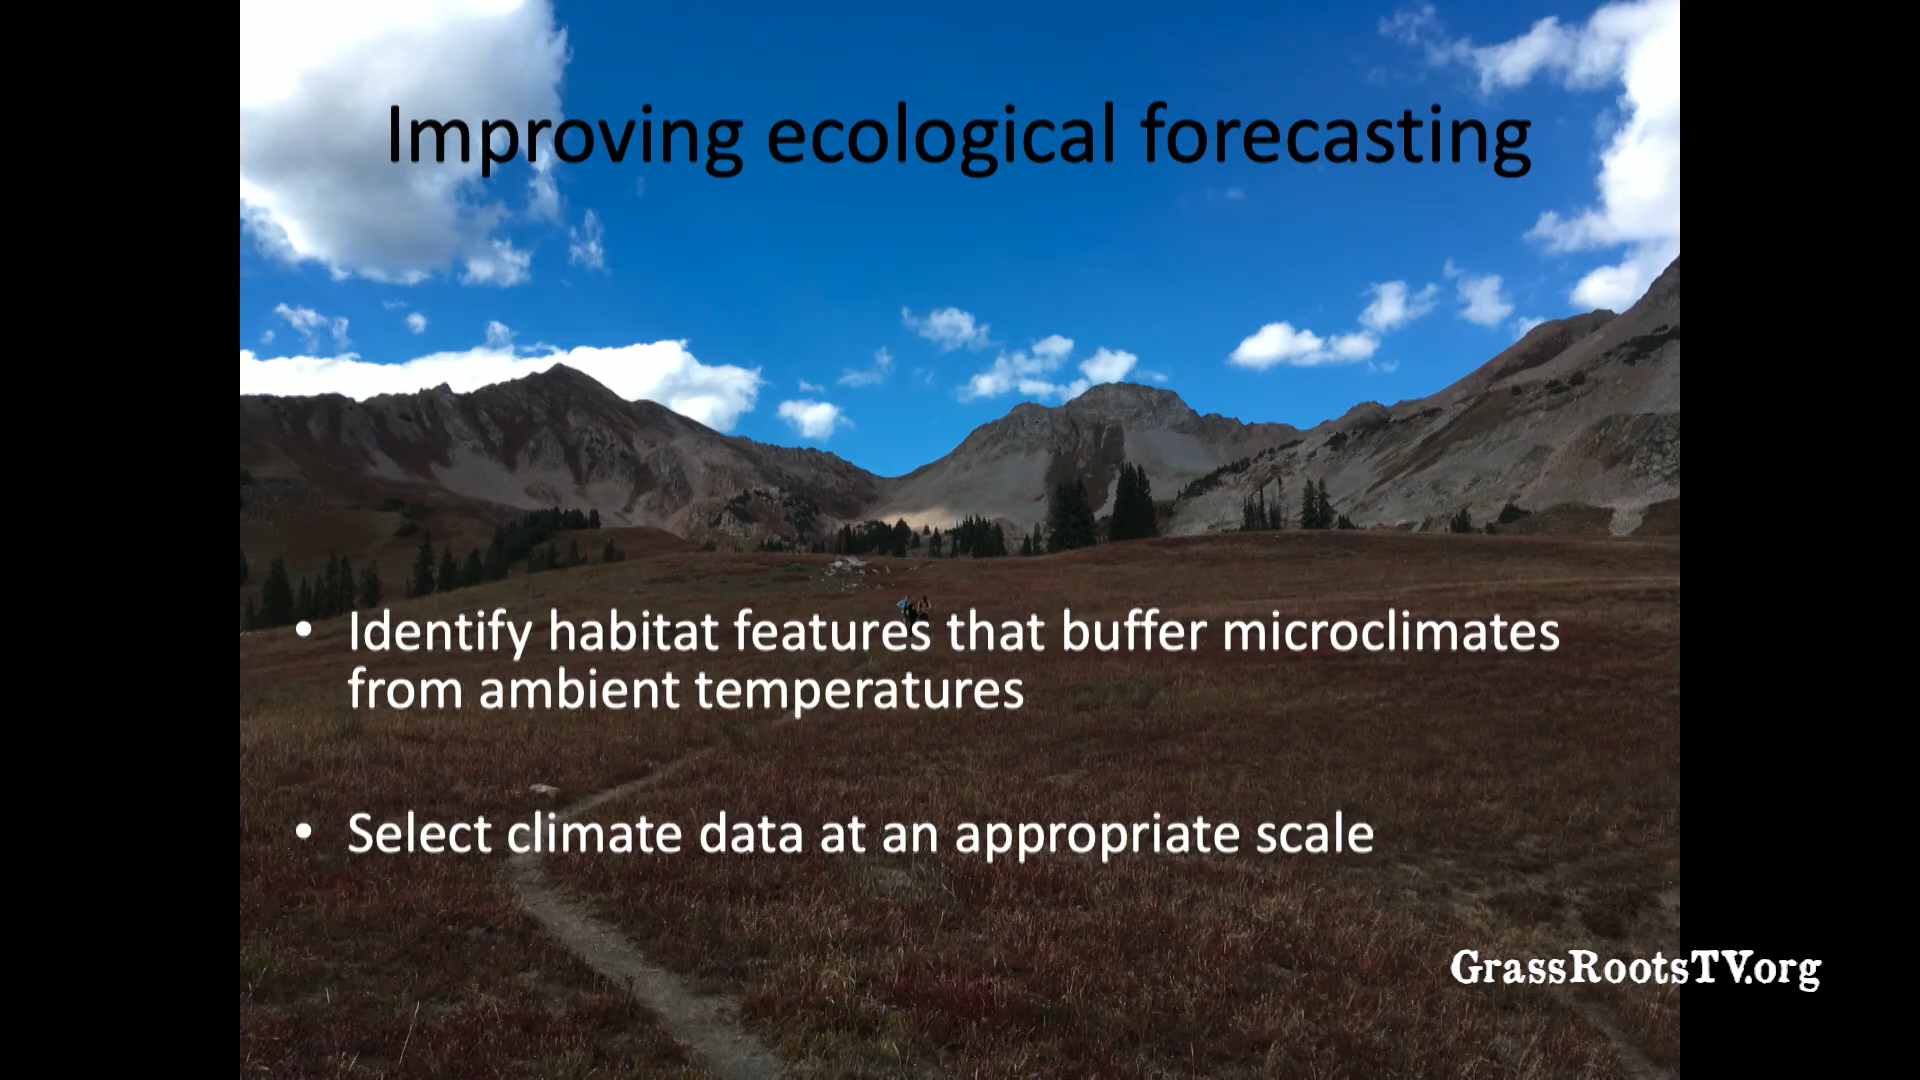 Improving ecological forecasting
• Identify habitat features that buffer microclimates
from ambient temperatures
• Select climate data at an appropriate scale
GrassRootsTV.org